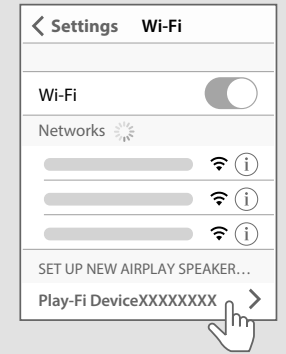 Settings Wi-Fi
Wi-Fi
Networks
i
i
i
SET UP NEW AIRPLAY SPEAKER...
Play-Fi DeviceXXXXXXXX